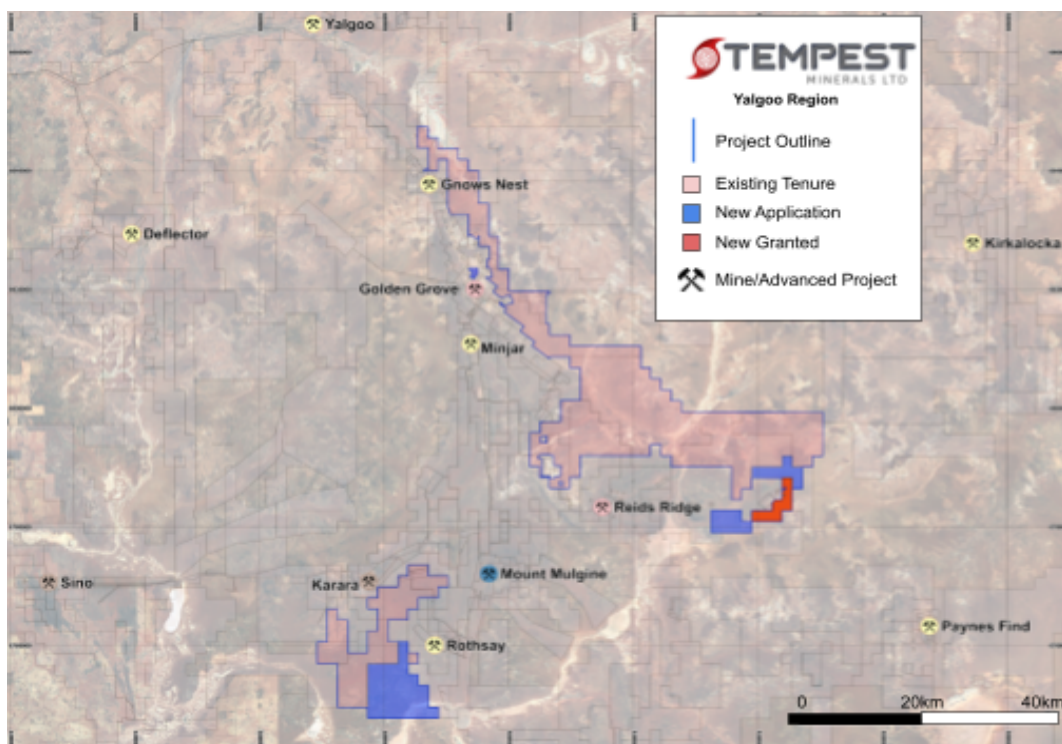 Yalgoo
TEMPEST
MINERALS LTD
Yalgoo Region
Project Outline
Existing Tenure
New Application
New Granted
Mine/Advanced Project
Gnows Nest
Deflector
Kirkalocka
Golden Grove
Minjar
Reids Ridge
Sino
Karara
Mount Mulgine
Rothsay
Paynes Find
0 20km 40km